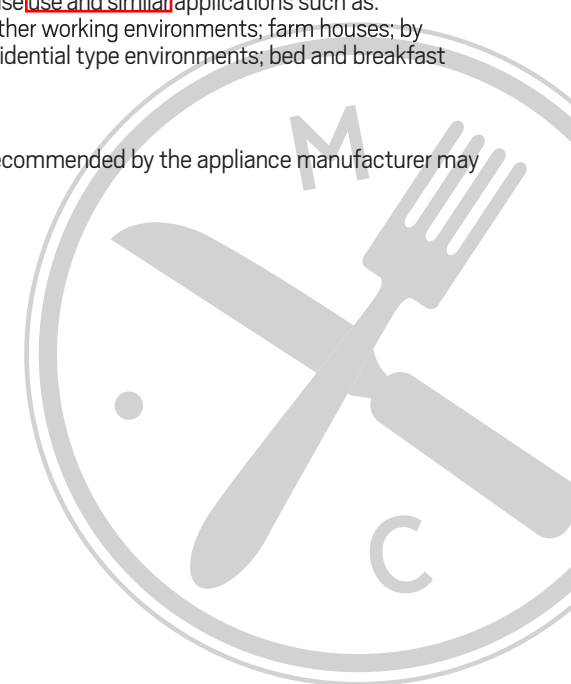 use and similar applications such as:
ther working environments; farm houses; by
idential type environments; bed and breakfast
M
ecommended by the appliance manufacturer may
C